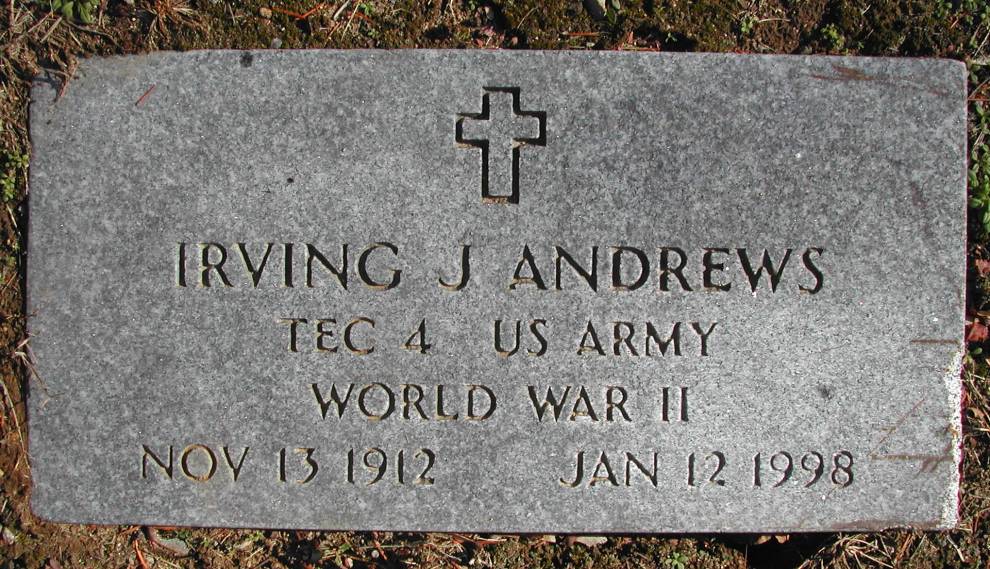 IRVING J ANDREWS
TEC 4 US ARMY
WORLD WAR II
NOV 13 1912 JAN 12 1998